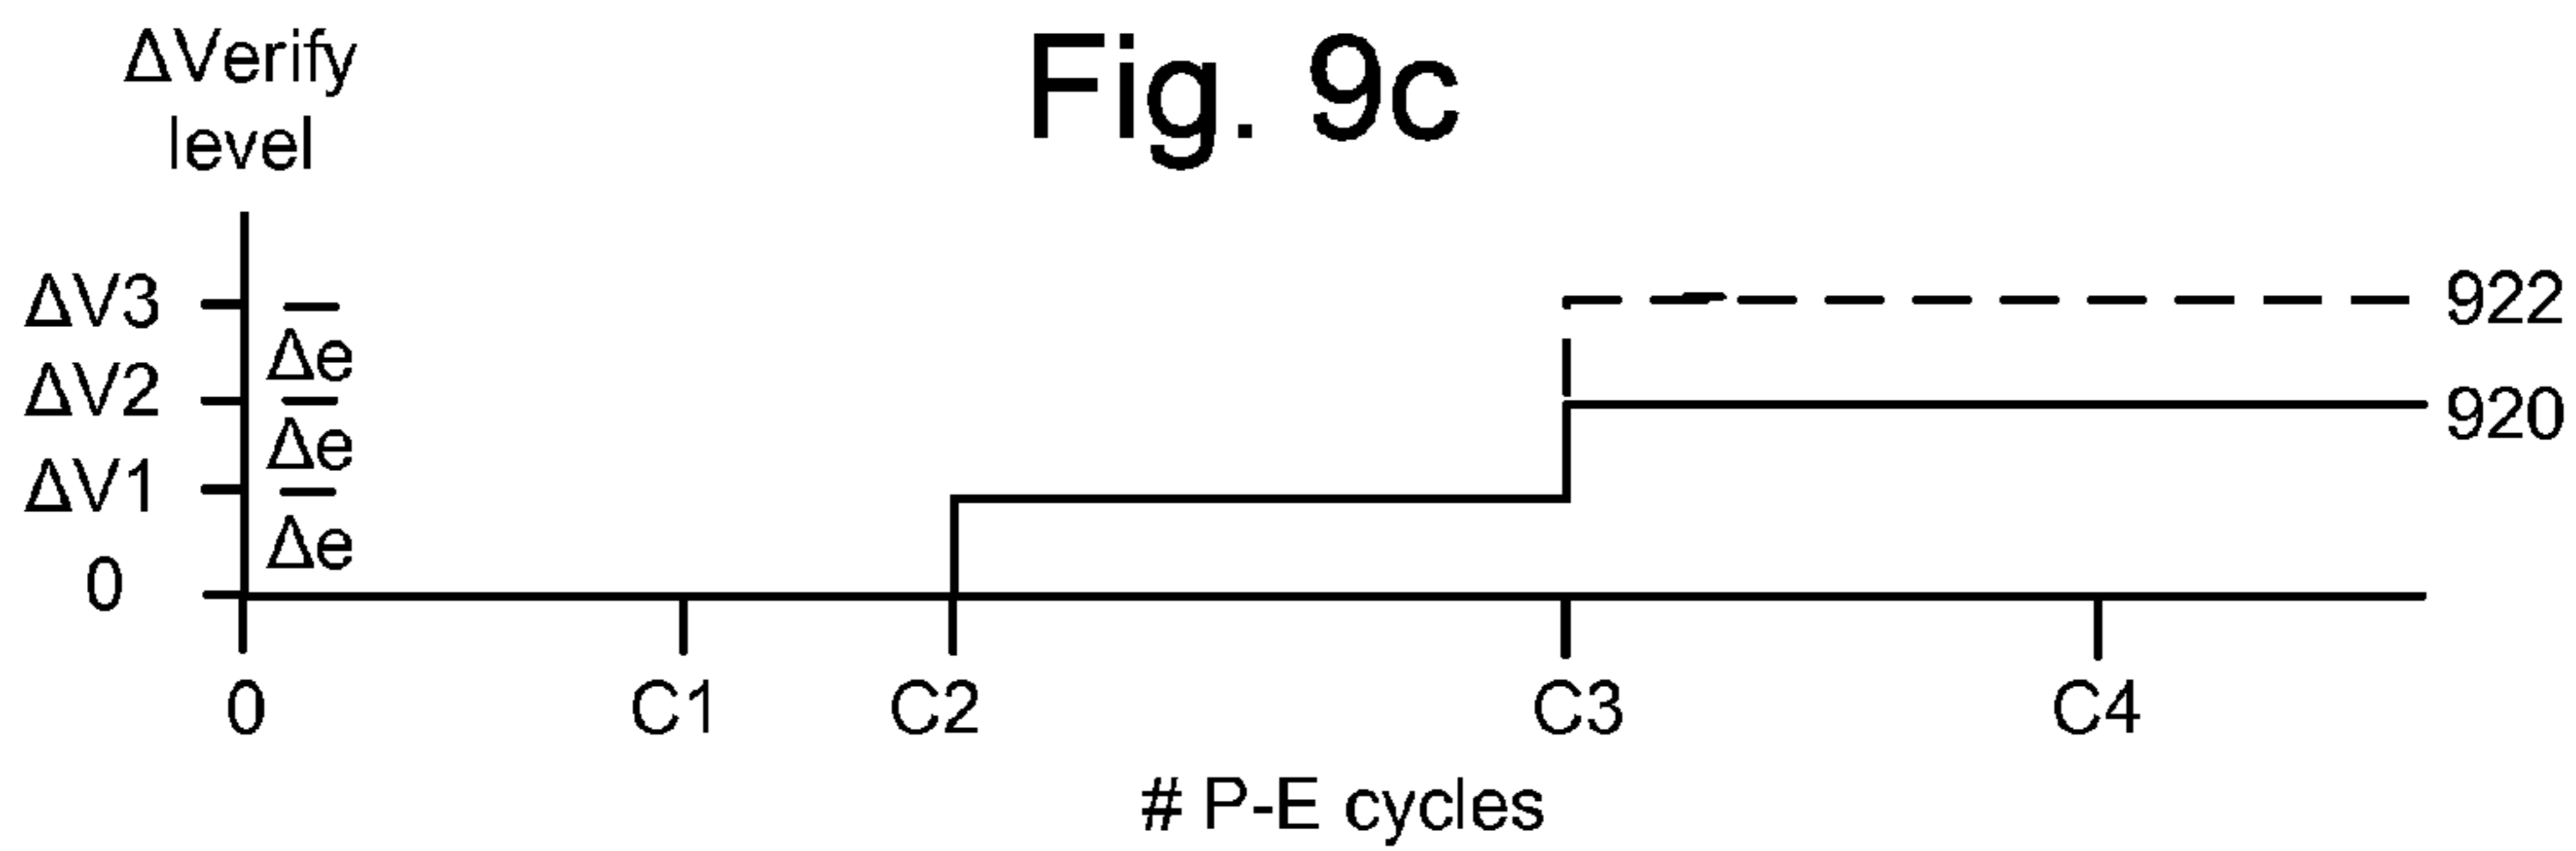 ΔVerify
level
Fig. 9c
ΔV3
Δe
922
ΔV2
Δe
920
ΔV1
Δe
0
0
C1
C2
C3
C4
# P-E cycles